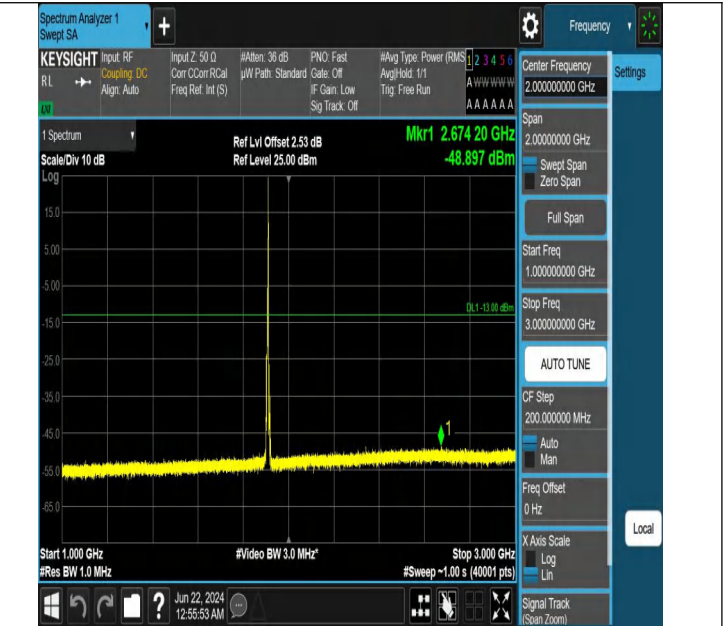 Spectrum Analyzer 1
Swept SA
Frequency
KEYSIGHT
RL
Input: RF
Coupling: DC
Align: Auto
Input Z: 50 Ω
Corr CCorr RCal
Freq Ref: Int (S)
#Atten: 36 dB
µW Path: Standard
PNO: Fast
Gate: Off
IF Gain: Low
Sig Track: Off
#Avg Type: Power (RMS
Avg|Hold: 1/1
Trig: Free Run
1 2 3 4 5 6
A W W W W W
A A A A A A
1 Spectrum
Scale/Div 10 dB
Log
Ref Lvl Offset 2.53 dB
Ref Level 25.00 dBm
Mkr1 2.674 20 GHz
-48.897 dBm
15.0
5.00
-5.00
DL1 -13.00 dBm
-15.0
-25.0
-35.0
-45.0
1
-55.0
-65.0
Start 1.000 GHz
#Res BW 1.0 MHz
#Video BW 3.0 MHz*
Stop 3.000 GHz
#Sweep ~1.00 s (40001 pts)
Jun 22, 2024
12:55:53 AM
Settings
Center Frequency
2.000000000 GHz
Span
2.00000000 GHz
Swept Span
Zero Span
Full Span
Start Freq
1.000000000 GHz
Stop Freq
3.000000000 GHz
AUTO TUNE
CF Step
200.000000 MHz
Auto
Man
Freq Offset
0 Hz
X Axis Scale
Log
Lin
Local
Signal Track
(Span Zoom)